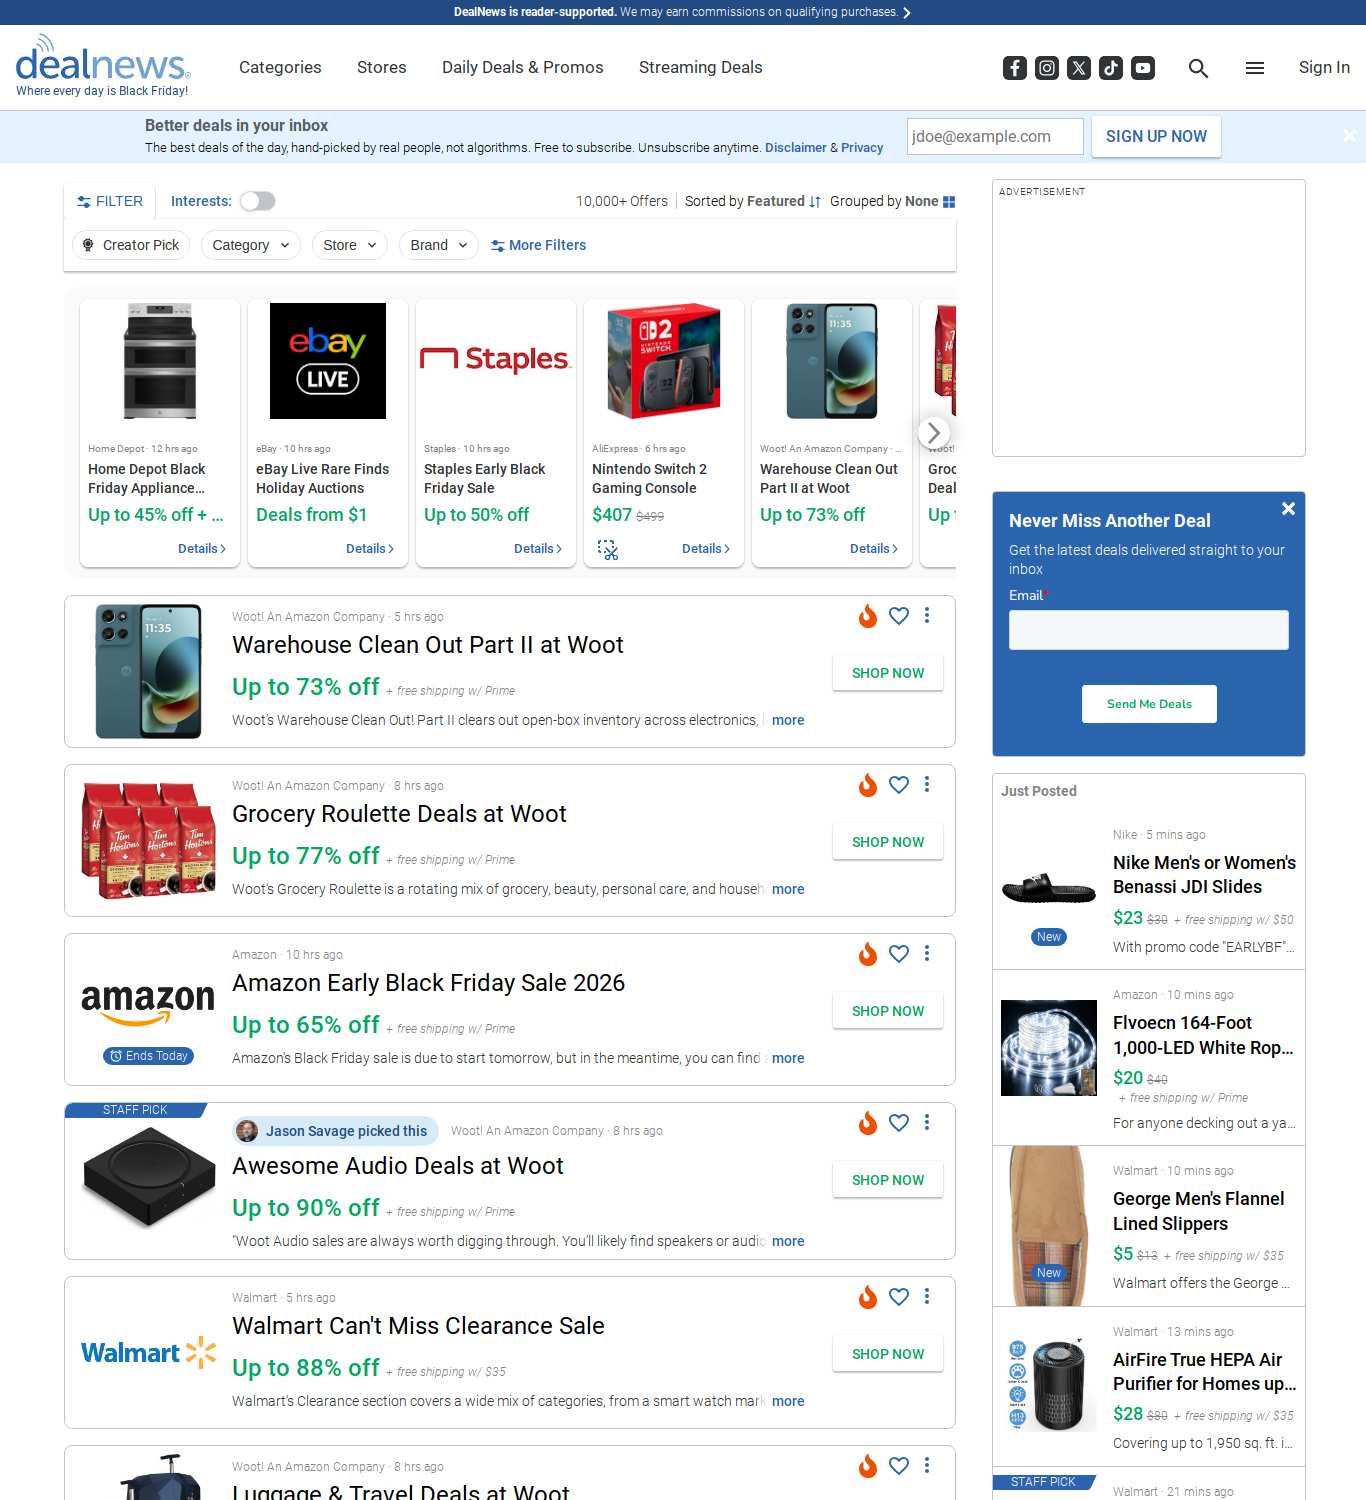 DealNews is reader-supported. We may earn commissions on qualifying purchases.
dealnews®
Where every day is Black Friday!
Categories
Stores
Daily Deals & Promos
Streaming Deals
Sign In
Better deals in your inbox
The best deals of the day, hand-picked by real people, not algorithms. Free to subscribe. Unsubscribe anytime. Disclaimer & Privacy
jdoe@example.com
SIGN UP NOW
FILTER
Interests:
10,000+ Offers
Sorted by Featured
Grouped by None
Creator Pick
Category
Store
Brand
More Filters
ADVERTISEMENT
ebay
LIVE
Staples
2
NINTENDO
SWITCH
11:35
Home Depot · 12 hrs ago
Home Depot Black
Friday Appliance...
Up to 45% off + ...
Details
eBay · 10 hrs ago
eBay Live Rare Finds
Holiday Auctions
Deals from $1
Details
Staples · 10 hrs ago
Staples Early Black
Friday Sale
Up to 50% off
Details
AliExpress · 6 hrs ago
Nintendo Switch 2
Gaming Console
$407 $499
Details
Woot! An Amazon Company · ...
Warehouse Clean Out
Part II at Woot
Up to 73% off
Details
Woot!
Groc
Deal
Up t
Never Miss Another Deal
Get the latest deals delivered straight to your
inbox
Email*
Send Me Deals
11:35
Woot! An Amazon Company · 5 hrs ago
Warehouse Clean Out Part II at Woot
Up to 73% off + free shipping w/ Prime
Woot's Warehouse Clean Out! Part II clears out open-box inventory across electronics, more
SHOP NOW
Tim Hortons
Tim Hortons
Tim Hortons
Woot! An Amazon Company · 8 hrs ago
Grocery Roulette Deals at Woot
Up to 77% off + free shipping w/ Prime
Woot's Grocery Roulette is a rotating mix of grocery, beauty, personal care, and househ more
SHOP NOW
amazon
Ends Today
Amazon · 10 hrs ago
Amazon Early Black Friday Sale 2026
Up to 65% off + free shipping w/ Prime
Amazon's Black Friday sale is due to start tomorrow, but in the meantime, you can find a more
SHOP NOW
STAFF PICK
Jason Savage picked this
Woot! An Amazon Company · 8 hrs ago
Awesome Audio Deals at Woot
Up to 90% off + free shipping w/ Prime
"Woot Audio sales are always worth digging through. You'll likely find speakers or audio more
SHOP NOW
Walmart
Walmart · 5 hrs ago
Walmart Can't Miss Clearance Sale
Up to 88% off + free shipping w/ $35
Walmart's Clearance section covers a wide mix of categories, from a smart watch mark more
SHOP NOW
Woot! An Amazon Company · 8 hrs ago
Luggage & Travel Deals at Woot
Just Posted
Nike · 5 mins ago
Nike Men's or Women's
Benassi JDI Slides
$23 $30 + free shipping w/ $50
With promo code "EARLYBF"...
New
Amazon · 10 mins ago
Flvoecn 164-Foot
1,000-LED White Rop...
$20 $40
+ free shipping w/ Prime
For anyone decking out a ya...
Walmart · 10 mins ago
George Men's Flannel
Lined Slippers
$5 $13 + free shipping w/ $35
Walmart offers the George ...
New
Walmart · 13 mins ago
AirFire True HEPA Air
Purifier for Homes up...
$28 $80 + free shipping w/ $35
Covering up to 1,950 sq. ft. i...
STAFF PICK
Walmart · 21 mins ago